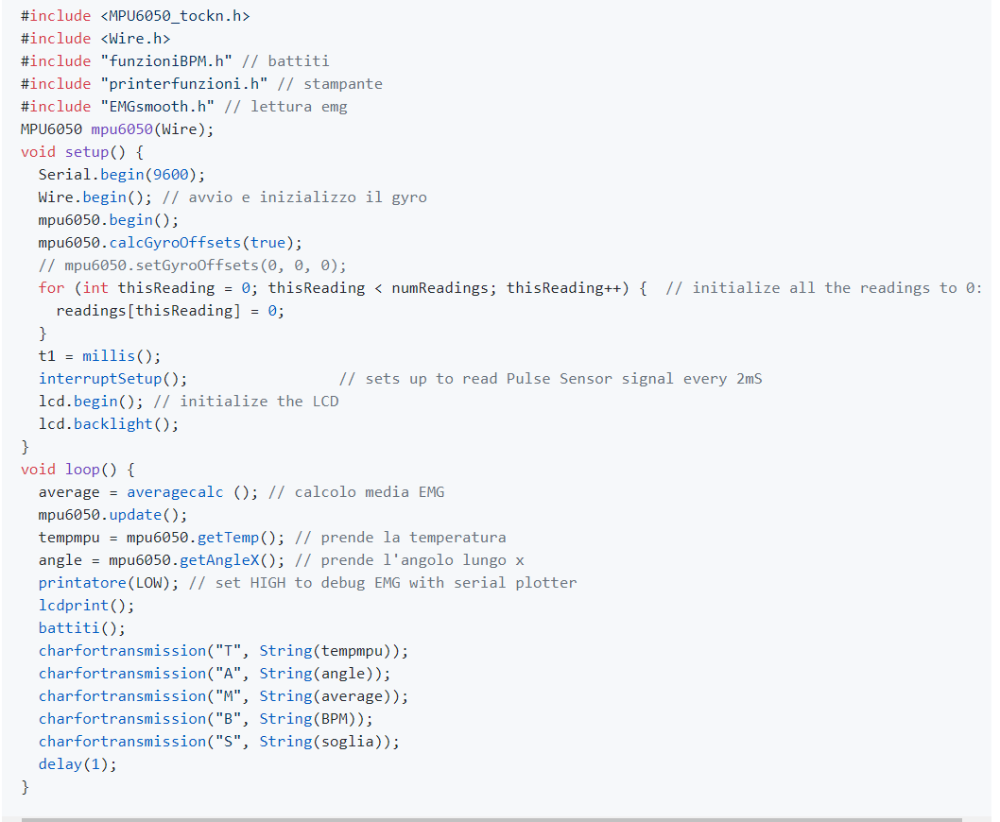 #include <MPU6050_tockn.h>
#include <Wire.h>
#include "funzioniBPM.h" // battiti
#include "printerfunzioni.h" // stampante
#include "EMGsmooth.h" // lettura emg
MPU6050 mpu6050(Wire);
void setup() {
  Serial.begin(9600);
  Wire.begin(); // avvio e inizializzo il gyro
  mpu6050.begin();
  mpu6050.calcGyroOffsets(true);
  // mpu6050.setGyroOffsets(0, 0, 0);
  for (int thisReading = 0; thisReading < numReadings; thisReading++) {  // initialize all the readings to 0:
    readings[thisReading] = 0;
  }
  t1 = millis();
  interruptSetup();                 // sets up to read Pulse Sensor signal every 2mS
  lcd.begin(); // initialize the LCD
  lcd.backlight();
}
void loop() {
  average = averagecalc (); // calcolo media EMG
  mpu6050.update();
  tempmpu = mpu6050.getTemp(); // prende la temperatura
  angle = mpu6050.getAngleX(); // prende l'angolo lungo x
  printatore(LOW); // set HIGH to debug EMG with serial plotter
  lcdprint();
  battiti();
  charfortransmission("T", String(tempmpu));
  charfortransmission("A", String(angle));
  charfortransmission("M", String(average));
  charfortransmission("B", String(BPM));
  charfortransmission("S", String(soglia));
  delay(1);
}